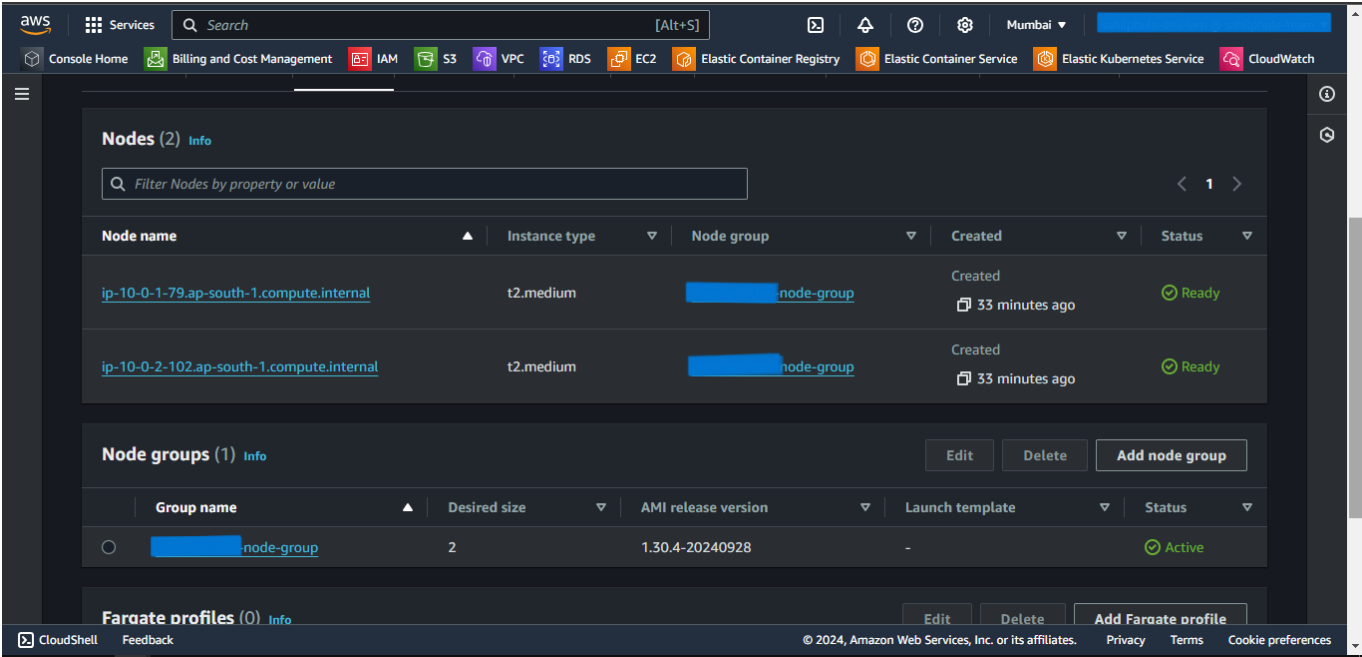 aws Services Search [Alt+S] Mumbai
Console Home Billing and Cost Management IAM S3 VPC RDS EC2 Elastic Container Registry Elastic Container Service Elastic Kubernetes Service CloudWatch
Nodes (2) Info
Filter Nodes by property or value
1
Node name Instance type Node group Created Status
ip-10-0-1-79.ap-south-1.compute.internal t2.medium node-group Created 33 minutes ago Ready
ip-10-0-2-102.ap-south-1.compute.internal t2.medium node-group Created 33 minutes ago Ready
Node groups (1) Info Edit Delete Add node group
Group name Desired size AMI release version Launch template Status
-node-group 2 1.30.4-20240928 - Active
Fargate profiles (0) Info Edit Delete Add Fargate profile
CloudShell Feedback © 2024, Amazon Web Services, Inc. or its affiliates. Privacy Terms Cookie preferences